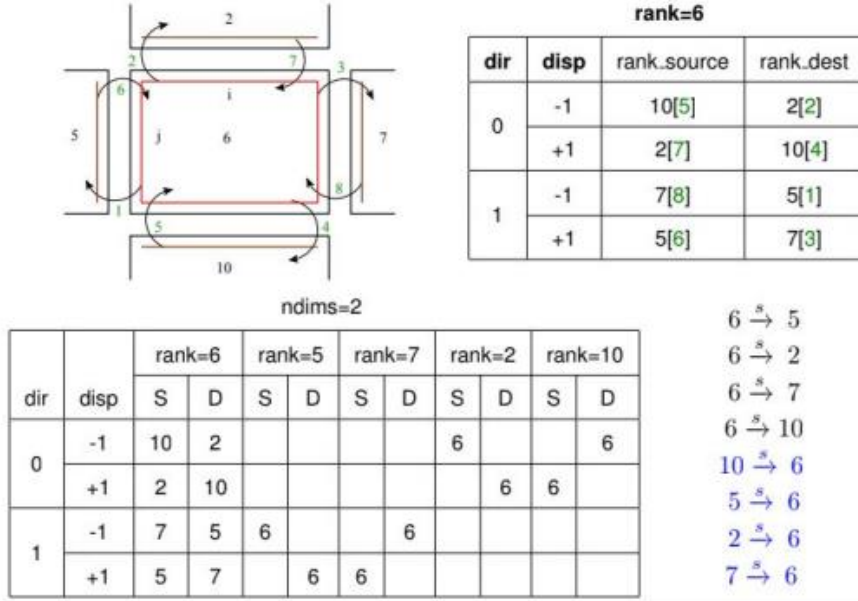 2
2
7
3
6
i
5
j
6
7
8
1
5
4
10
rank=6
dir disp rank_source rank_dest
0 -1 10[5] 2[2]
+1 2[7] 10[4]
1 -1 7[8] 5[1]
+1 5[6] 7[3]
ndims=2
rank=6 rank=5 rank=7 rank=2 rank=10
dir disp S D S D S D S D S D
0 -1 10 2 6 6
+1 2 10 6 6
1 -1 7 5 6 6
+1 5 7 6 6
6 s→ 5
6 s→ 2
6 s→ 7
6 s→ 10
10 s→ 6
5 s→ 6
2 s→ 6
7 s→ 6